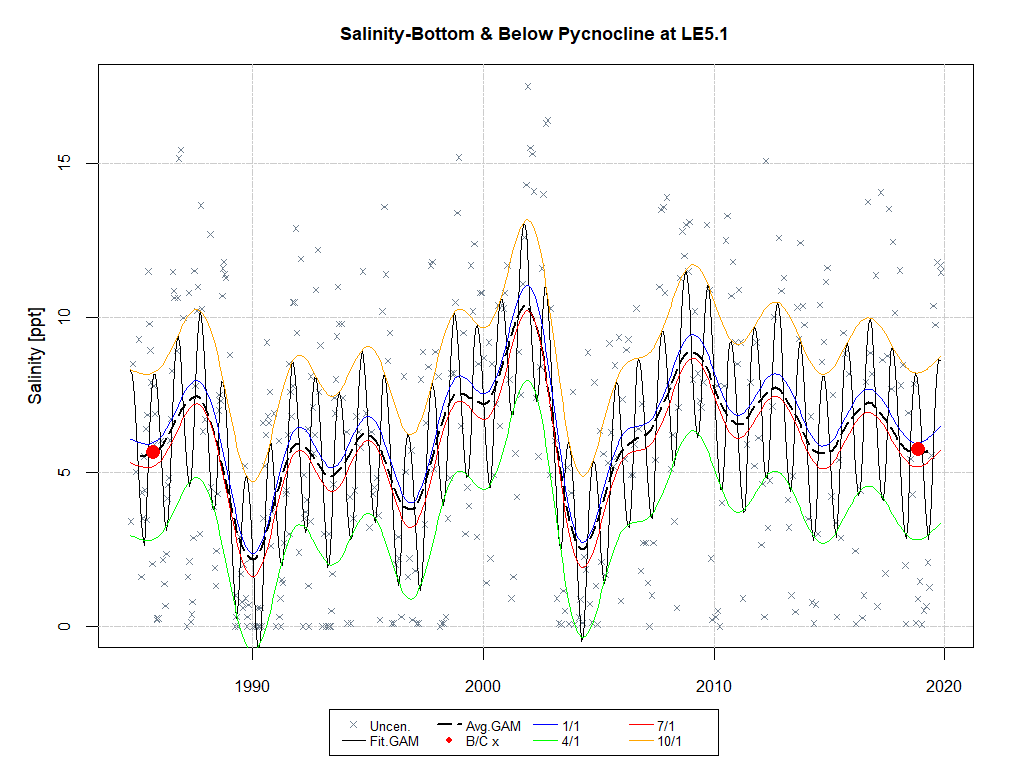 Salinity-Bottom & Below Pycnocline at LE5.1
Salinity [ppt]
15
10
5
0
1990 2000 2010 2020
Uncen. Avg.GAM 1/1 7/1
Fit.GAM B/C x 4/1 10/1